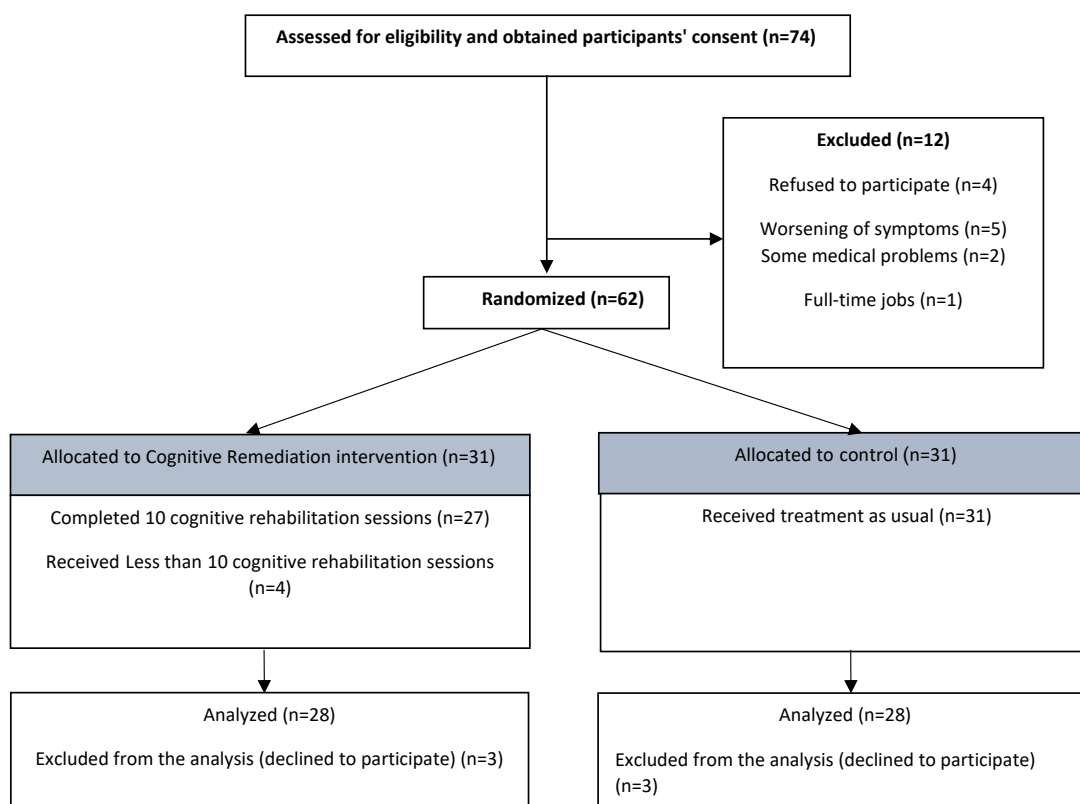 Assessed for eligibility and obtained participants' consent (n=74)
Excluded (n=12)
Refused to participate (n=4)
Worsening of symptoms (n=5)
Some medical problems (n=2)
Full-time jobs (n=1)
Randomized (n=62)
Allocated to Cognitive Remediation intervention (n=31)
Completed 10 cognitive rehabilitation sessions (n=27)
Received Less than 10 cognitive rehabilitation sessions
(n=4)
Allocated to control (n=31)
Received treatment as usual (n=31)
Analyzed (n=28)
Excluded from the analysis (declined to participate) (n=3)
Analyzed (n=28)
Excluded from the analysis (declined to participate)
(n=3)